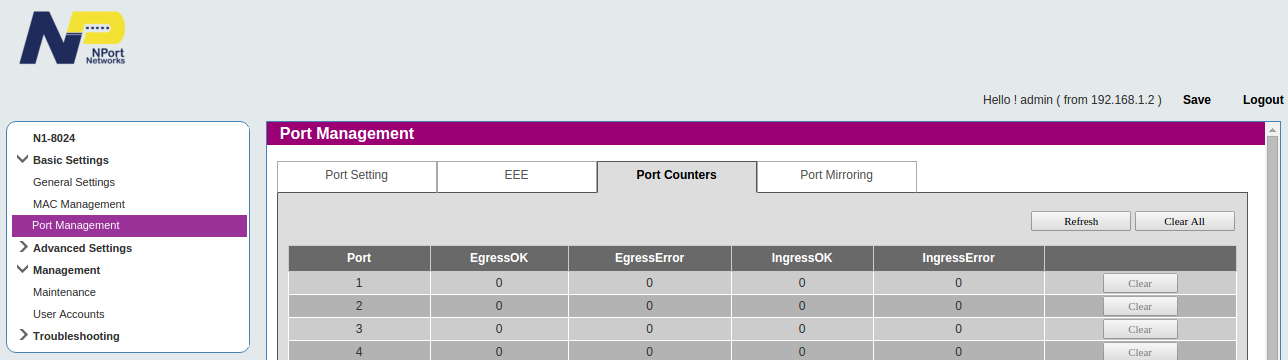 NPort
Networks
Hello ! admin ( from 192.168.1.2 ) Save Logout
N1-8024
Basic Settings
General Settings
MAC Management
Port Management
Advanced Settings
Management
Maintenance
User Accounts
Troubleshooting
Port Management
Port Setting EEE Port Counters Port Mirroring
Refresh Clear All
Port EgressOK EgressError IngressOK IngressError
1 0 0 0 0 Clear
2 0 0 0 0 Clear
3 0 0 0 0 Clear
4 0 0 0 0 Clear